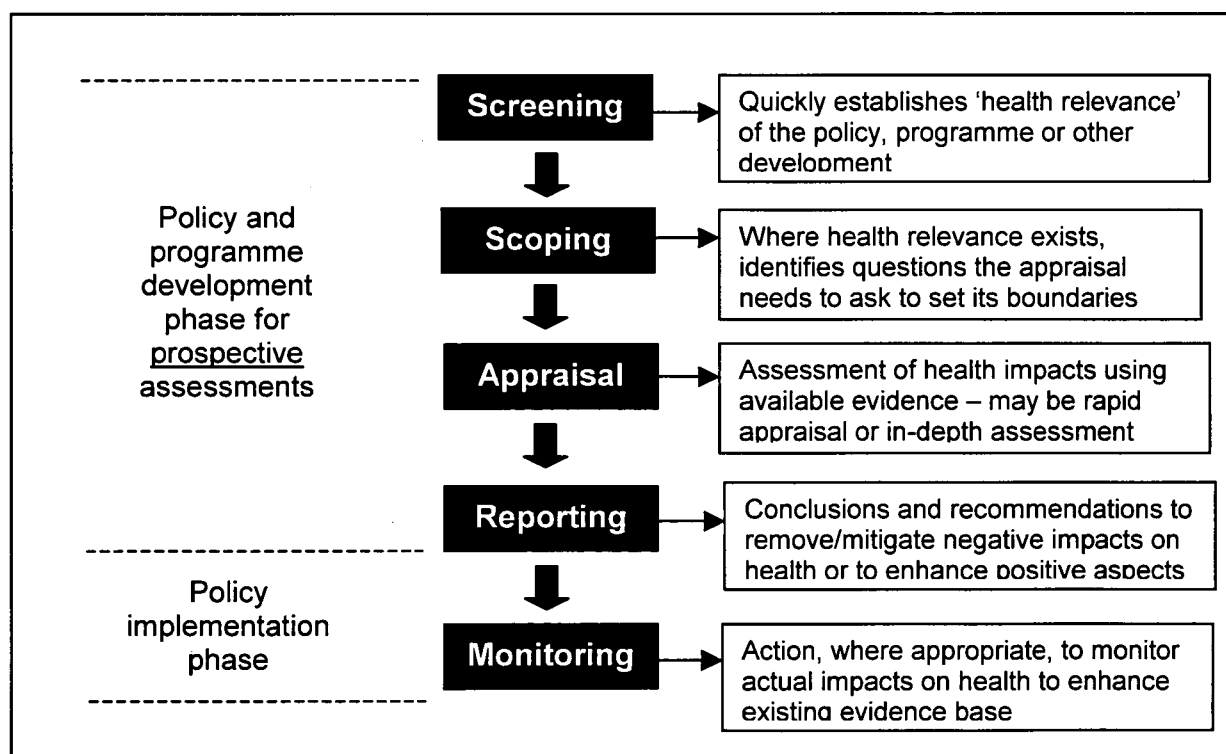 Screening
Quickly establishes ‘health relevance’
of the policy, programme or other
development
Policy and
programme
development
phase for
prospective
assessments
Scoping
Where health relevance exists,
identifies questions the appraisal
needs to ask to set its boundaries
Appraisal
Assessment of health impacts using
available evidence – may be rapid
appraisal or in-depth assessment
Reporting
Conclusions and recommendations to
remove/mitigate negative impacts on
health or to enhance positive aspects
Policy
implementation
phase
Monitoring
Action, where appropriate, to monitor
actual impacts on health to enhance
existing evidence base